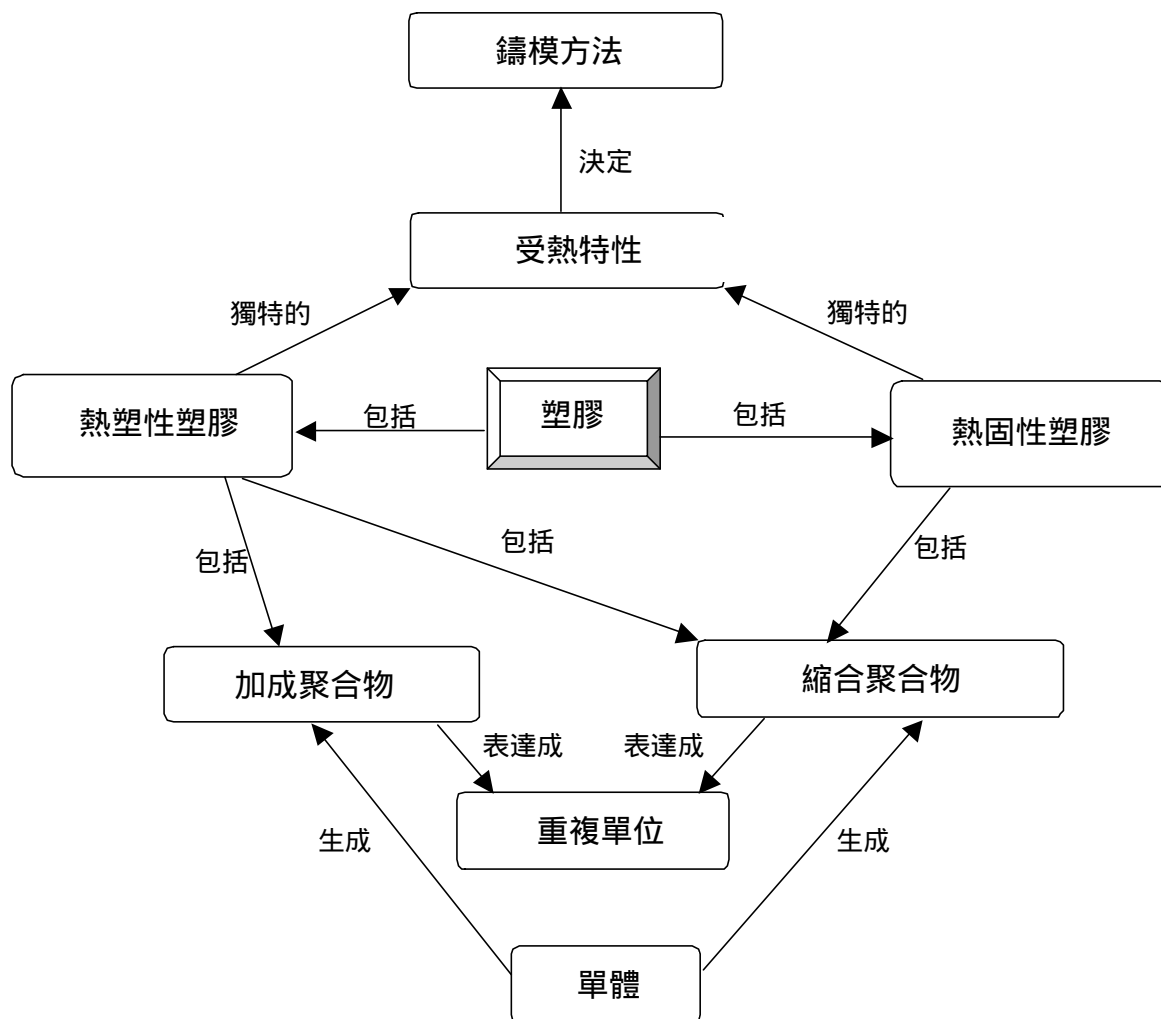 鑄模方法
決定
受熱特性
獨特的
獨特的
熱塑性塑膠
包括
塑膠
包括
熱固性塑膠
包括
包括
包括
加成聚合物
縮合聚合物
表達成
表達成
重複單位
生成
生成
單體